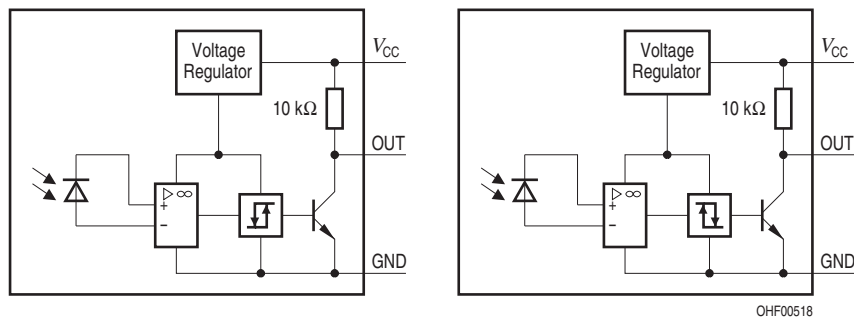 Voltage
Regulator
V_CC
10 kΩ
OUT
▷ ∞
+
−
GND
Voltage
Regulator
V_CC
10 kΩ
OUT
▷ ∞
+
−
GND
OHF00518